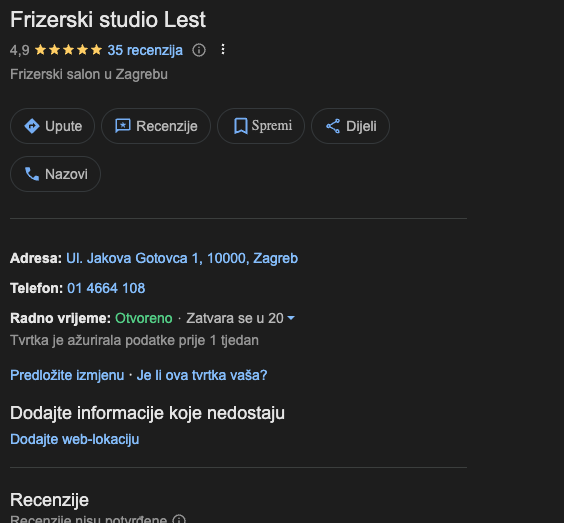 Frizerski studio Lest
4,9 35 recenzija
Frizerski salon u Zagrebu
Upute Recenzije Spremi Dijeli
Nazovi
Adresa: Ul. Jakova Gotovca 1, 10000, Zagreb
Telefon: 01 4664 108
Radno vrijeme: Otvoreno · Zatvara se u 20
Tvrtka je ažurirala podatke prije 1 tjedan
Predložite izmjenu · Je li ova tvrtka vaša?
Dodajte informacije koje nedostaju
Dodajte web-lokaciju
Recenzije
Recenzije nisu potvrđene